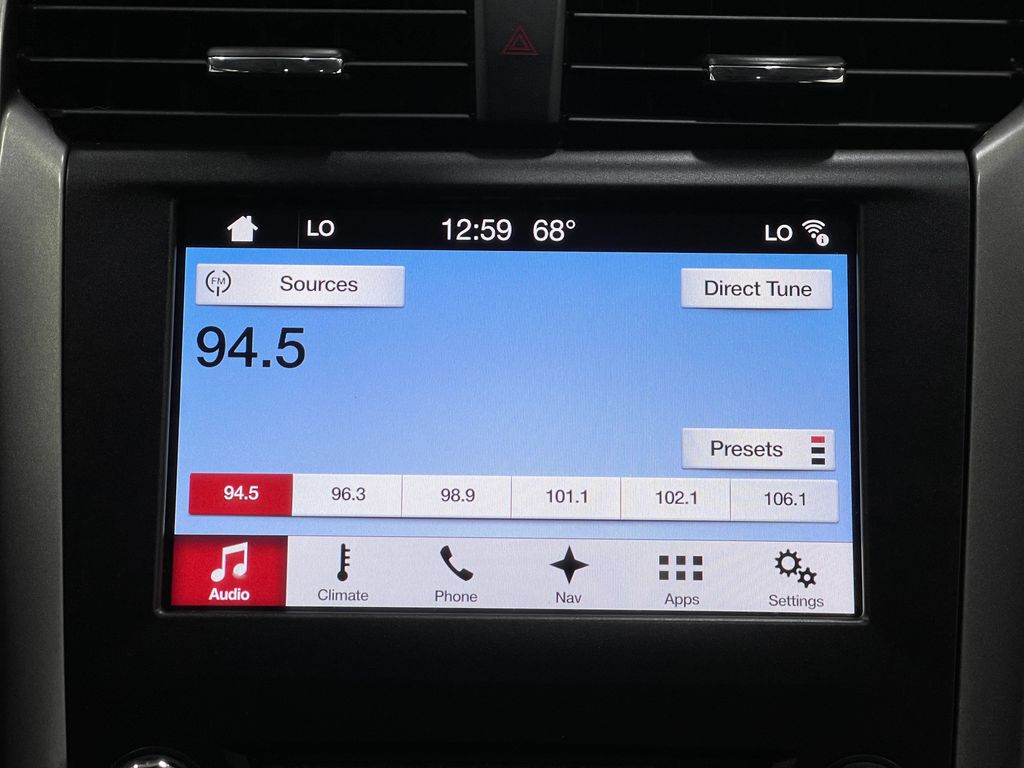 LO 12:59 68° LO
FM Sources Direct Tune
94.5
Presets
94.5 96.3 98.9 101.1 102.1 106.1
Audio Climate Phone Nav Apps Settings